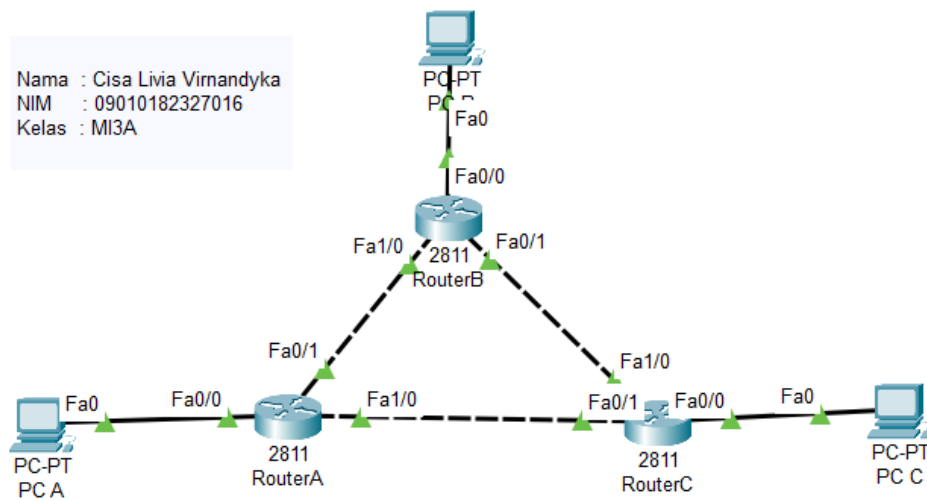 Nama : Cisa Livia Virnandyka
NIM : 09010182327016
Kelas : MI3A
PC-PT
Fa0
Fa0/0
Fa1/0
Fa0/1
2811
RouterB
Fa0/1
Fa1/0
Fa0
Fa0/0
Fa1/0
Fa0/1
Fa0/0
Fa0
PC-PT
PC A
2811
RouterA
2811
RouterC
PC-PT
PC C